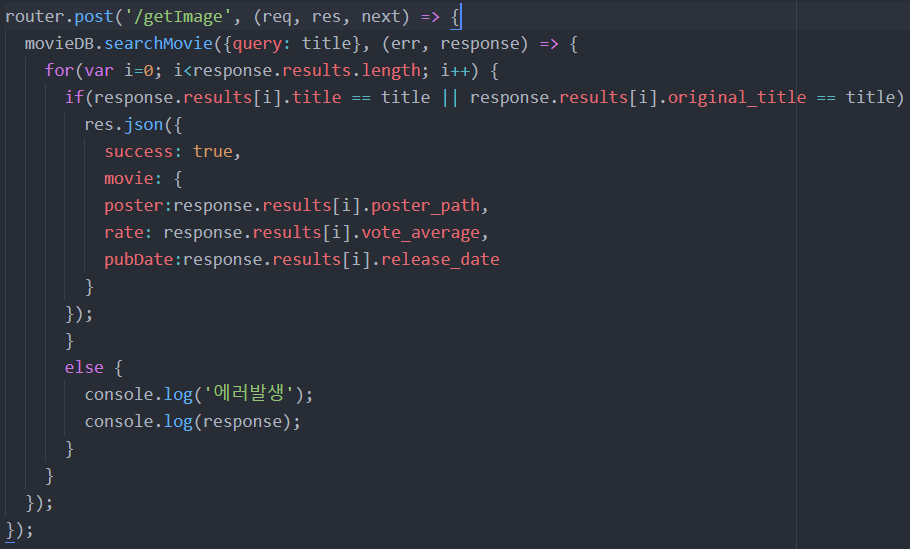 router.post('/getImage', (req, res, next) => {
  movieDB.searchMovie({query: title}, (err, response) => {
    for(var i=0; i<response.results.length; i++) {
      if(response.results[i].title == title || response.results[i].original_title == title)
        res.json({
          success: true,
          movie: {
          poster:response.results[i].poster_path,
          rate: response.results[i].vote_average,
          pubDate:response.results[i].release_date
        }
      });
      }
      else {
        console.log('에러발생');
        console.log(response);
      }
    }
  });
});